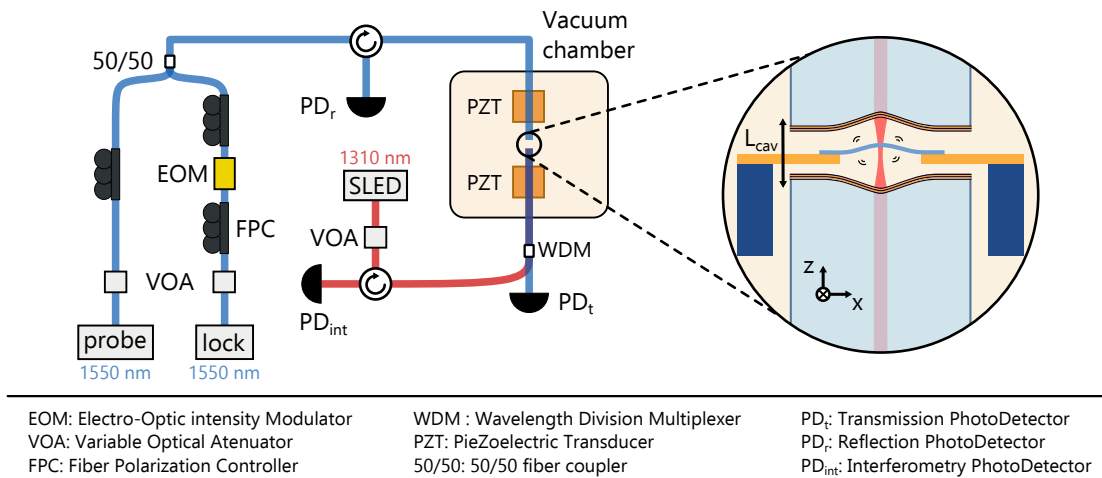 Vacuum
chamber
50/50
PD_r
PZT
L_cav
1310 nm
SLED
PZT
EOM
FPC
VOA
WDM
VOA
PD_int
PD_t
z
x
probe
lock
1550 nm
1550 nm
EOM: Electro-Optic intensity Modulator
VOA: Variable Optical Atenuator
FPC: Fiber Polarization Controller
WDM : Wavelength Division Multiplexer
PZT: PieZoelectric Transducer
50/50: 50/50 fiber coupler
PD_t: Transmission PhotoDetector
PD_r: Reflection PhotoDetector
PD_int: Interferometry PhotoDetector